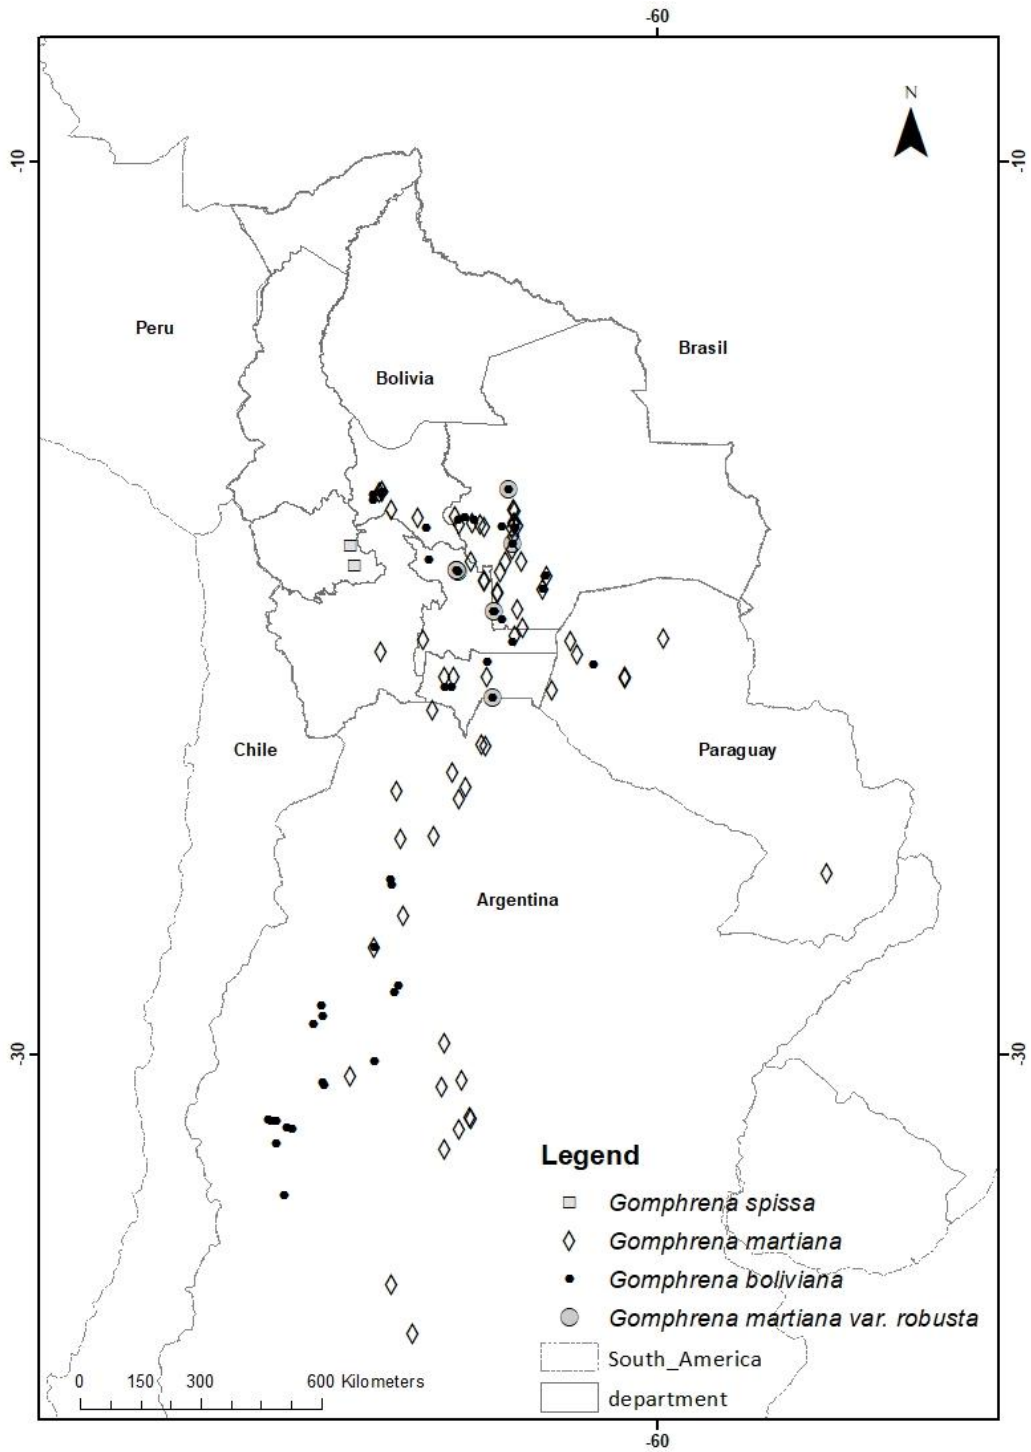 -60
N
-10
-10
Peru
Brasil
Bolivia
Chile
Paraguay
Argentina
-30
-30
Legend
Gomphrena spissa
Gomphrena martiana
Gomphrena boliviana
Gomphrena martiana var. robusta
South_America
department
0 150 300 600 Kilometers
-60